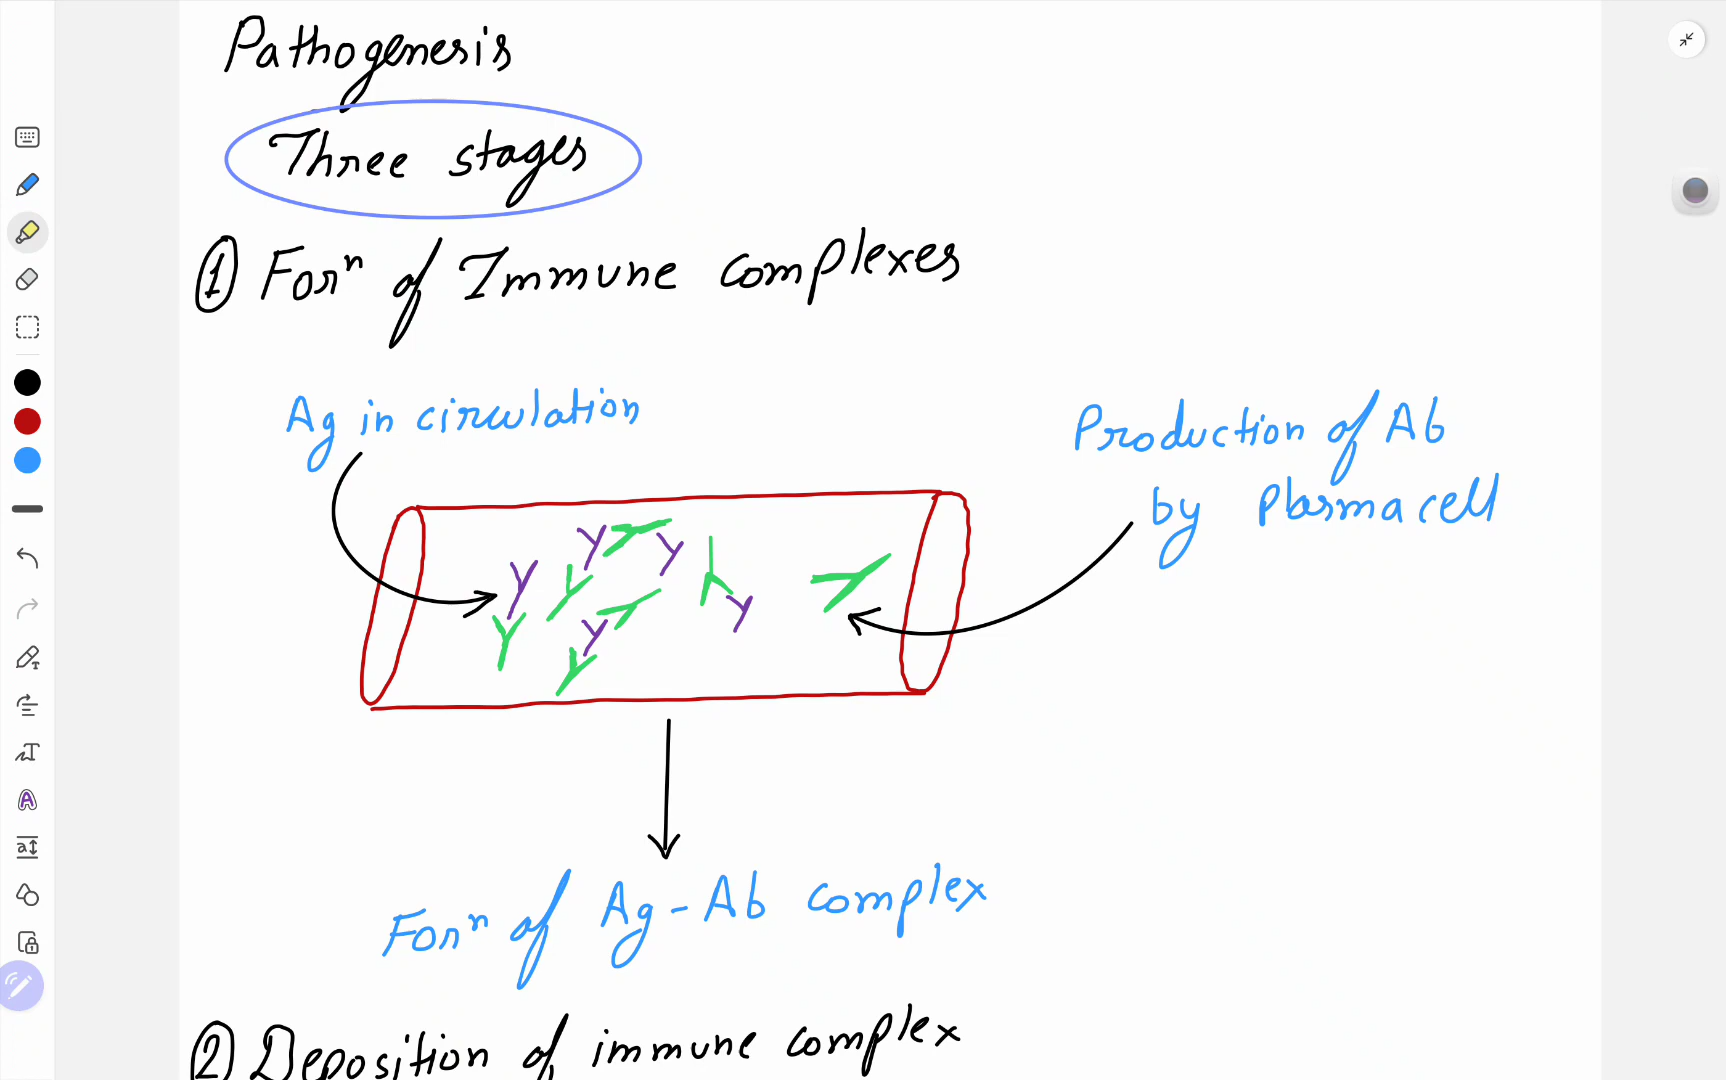 Pathogenesis
Three stages
① Forⁿ of Immune complexes
Ag in circulation
Production of Ab
by Plasma cell
Forⁿ of Ag-Ab complex
② Deposition of immune complex